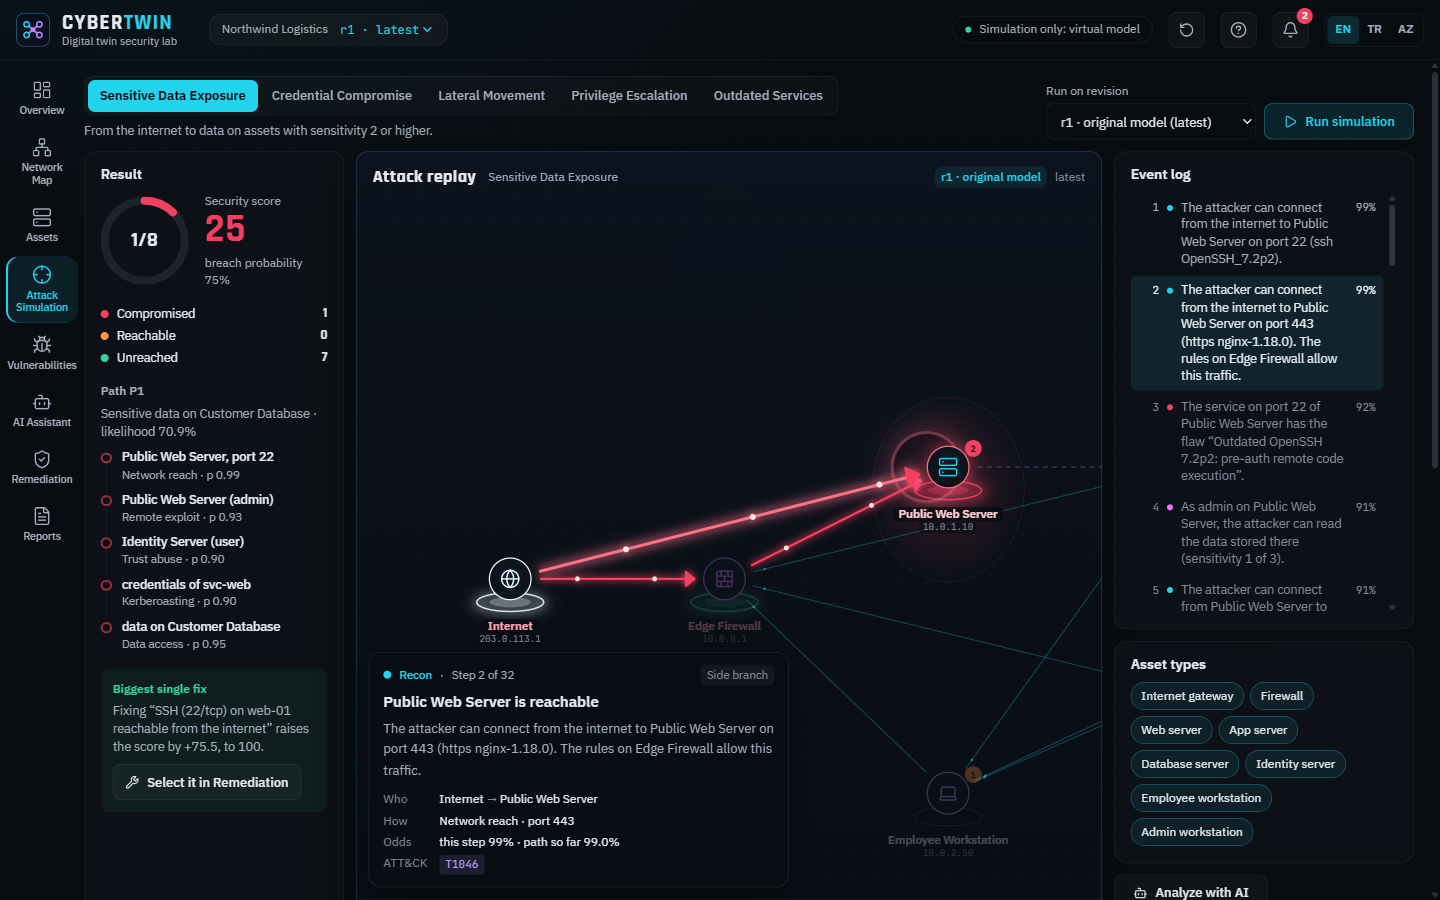 CYBERTWIN
Digital twin security lab
Northwind Logistics r1 · latest
Simulation only: virtual model
2
EN TR AZ
Overview
Network
Map
Assets
Attack
Simulation
Vulnerabilities
AI Assistant
Remediation
Reports
Sensitive Data Exposure Credential Compromise Lateral Movement Privilege Escalation Outdated Services
From the internet to data on assets with sensitivity 2 or higher.
Run on revision
r1 · original model (latest)
Run simulation
Result
1/8
Security score
25
breach probability
75%
Compromised 1
Reachable 0
Unreached 7
Path P1
Sensitive data on Customer Database ·
likelihood 70.9%
Public Web Server, port 22
Network reach · p 0.99
Public Web Server (admin)
Remote exploit · p 0.93
Identity Server (user)
Trust abuse · p 0.90
credentials of svc-web
Kerberoasting · p 0.90
data on Customer Database
Data access · p 0.95
Biggest single fix
Fixing “SSH (22/tcp) on web-01
reachable from the internet” raises
the score by +75.5, to 100.
Select it in Remediation
Attack replay Sensitive Data Exposure
r1 · original model latest
2
Public Web Server
10.0.1.10
Internet
203.0.113.1
Edge Firewall
10.0.0.1
1
Employee Workstation
10.0.2.50
Recon · Step 2 of 32 Side branch
Public Web Server is reachable
The attacker can connect from the internet to Public Web Server on
port 443 (https nginx-1.18.0). The rules on Edge Firewall allow this
traffic.
Who Internet → Public Web Server
How Network reach · port 443
Odds this step 99% · path so far 99.0%
ATT&CK T1046
Event log
1 The attacker can connect 99%
from the internet to Public
Web Server on port 22 (ssh
OpenSSH_7.2p2).
2 The attacker can connect 99%
from the internet to Public
Web Server on port 443
(https nginx-1.18.0). The
rules on Edge Firewall allow
this traffic.
3 The service on port 22 of 92%
Public Web Server has the
flaw “Outdated OpenSSH
7.2p2: pre-auth remote code
execution”.
4 As admin on Public Web 91%
Server, the attacker can read
the data stored there
(sensitivity 1 of 3).
5 The attacker can connect 91%
from Public Web Server to
Asset types
Internet gateway Firewall
Web server App server
Database server Identity server
Employee workstation
Admin workstation
Analyze with AI